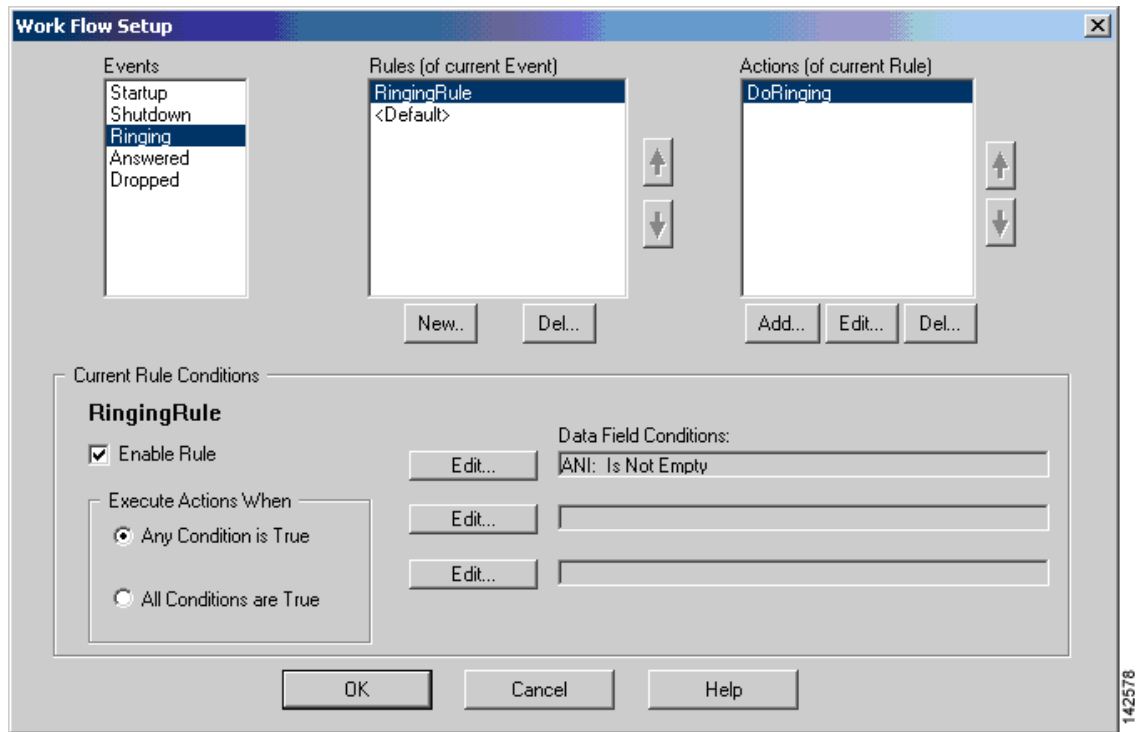 Work Flow Setup
Events
Startup
Shutdown
Ringing
Answered
Dropped
Rules (of current Event)
RingingRule
<Default>
New..
Del...
Actions (of current Rule)
DoRinging
Add...
Edit...
Del...
Current Rule Conditions
RingingRule
Enable Rule
Execute Actions When
Any Condition is True
All Conditions are True
Data Field Conditions:
Edit...
ANI: Is Not Empty
Edit...
Edit...
OK
Cancel
Help
142578